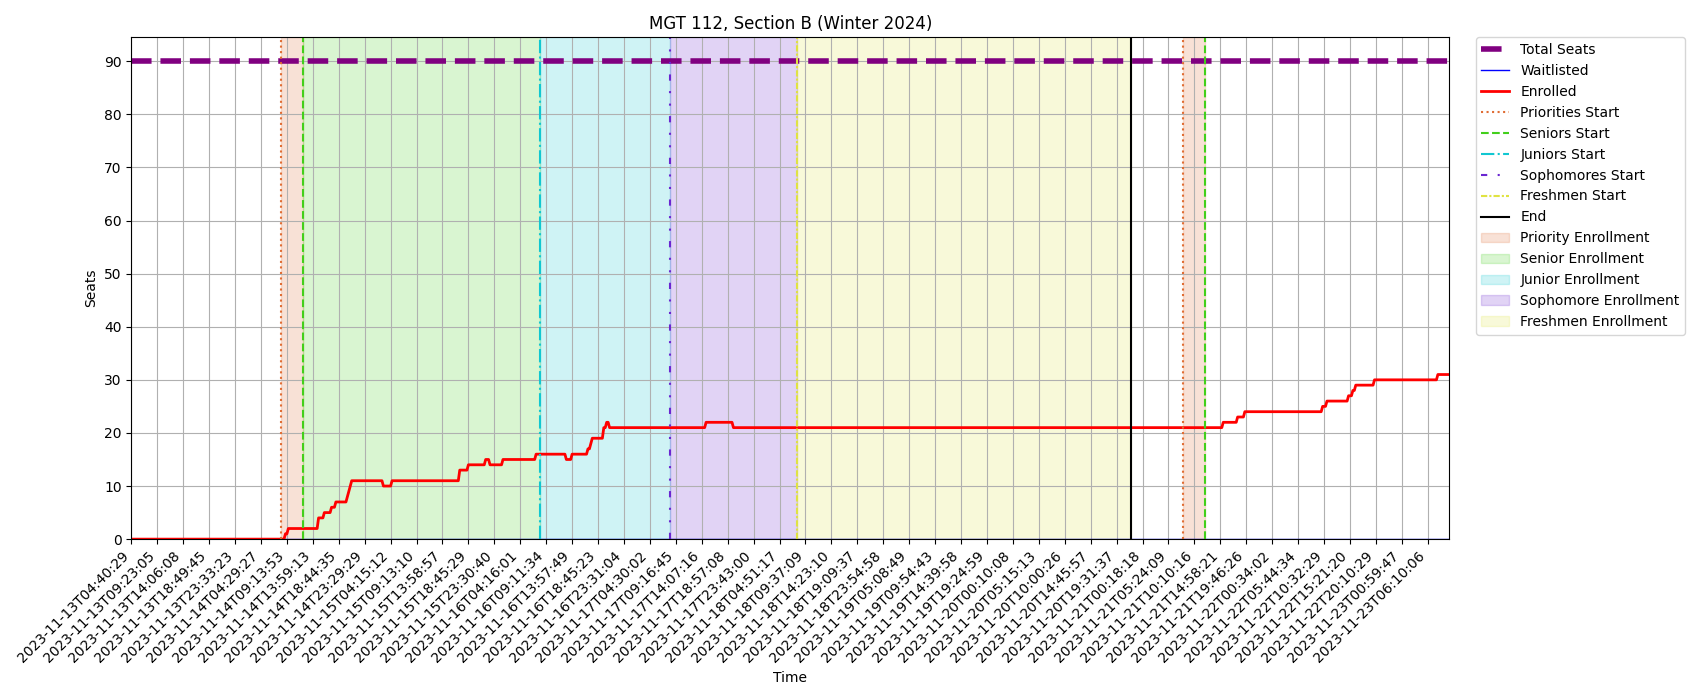 MGT 112, Section B (Winter 2024)
Total Seats
Waitlisted
Enrolled
Priorities Start
Seniors Start
Juniors Start
Sophomores Start
Freshmen Start
End
Priority Enrollment
Senior Enrollment
Junior Enrollment
Sophomore Enrollment
Freshmen Enrollment
Seats
90
80
70
60
50
40
30
20
10
0
2023-11-13T04:40:29
2023-11-13T09:23:05
2023-11-13T14:06:08
2023-11-13T18:49:45
2023-11-13T23:33:23
2023-11-14T04:29:27
2023-11-14T09:13:53
2023-11-14T13:59:13
2023-11-14T18:44:35
2023-11-14T23:29:29
2023-11-15T04:15:12
2023-11-15T09:13:10
2023-11-15T13:58:57
2023-11-15T18:45:29
2023-11-15T23:30:40
2023-11-16T04:16:01
2023-11-16T09:11:34
2023-11-16T13:57:49
2023-11-16T18:45:23
2023-11-16T23:31:04
2023-11-17T04:30:02
2023-11-17T09:16:45
2023-11-17T14:07:16
2023-11-17T18:57:08
2023-11-17T23:43:00
2023-11-18T04:51:17
2023-11-18T09:37:09
2023-11-18T14:23:10
2023-11-18T19:09:37
2023-11-18T23:54:58
2023-11-19T05:08:49
2023-11-19T09:54:43
2023-11-19T14:39:58
2023-11-19T19:24:59
2023-11-20T00:10:08
2023-11-20T05:15:13
2023-11-20T10:00:26
2023-11-20T14:45:57
2023-11-20T19:31:37
2023-11-21T00:18:18
2023-11-21T05:24:09
2023-11-21T10:10:16
2023-11-21T14:58:21
2023-11-21T19:46:26
2023-11-22T00:34:02
2023-11-22T05:44:34
2023-11-22T10:32:29
2023-11-22T15:21:20
2023-11-22T20:10:29
2023-11-23T00:59:47
2023-11-23T06:10:06
Time